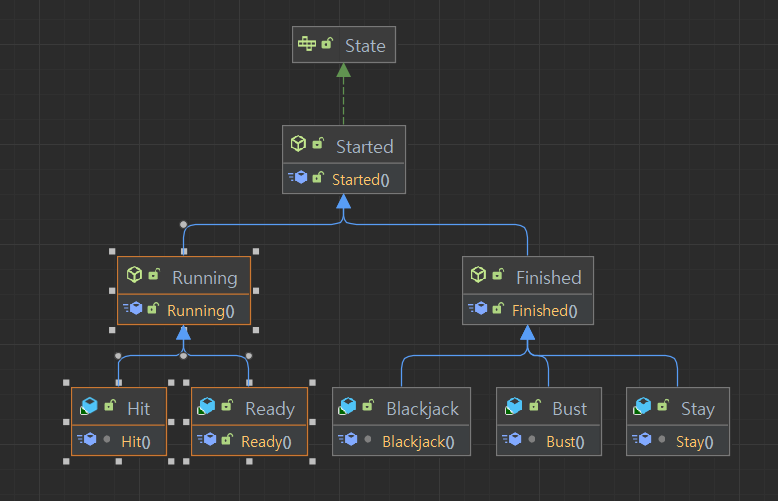 State
Started
Started()
Running
Running()
Finished
Finished()
Hit
Hit()
Ready
Ready()
Blackjack
Blackjack()
Bust
Bust()
Stay
Stay()